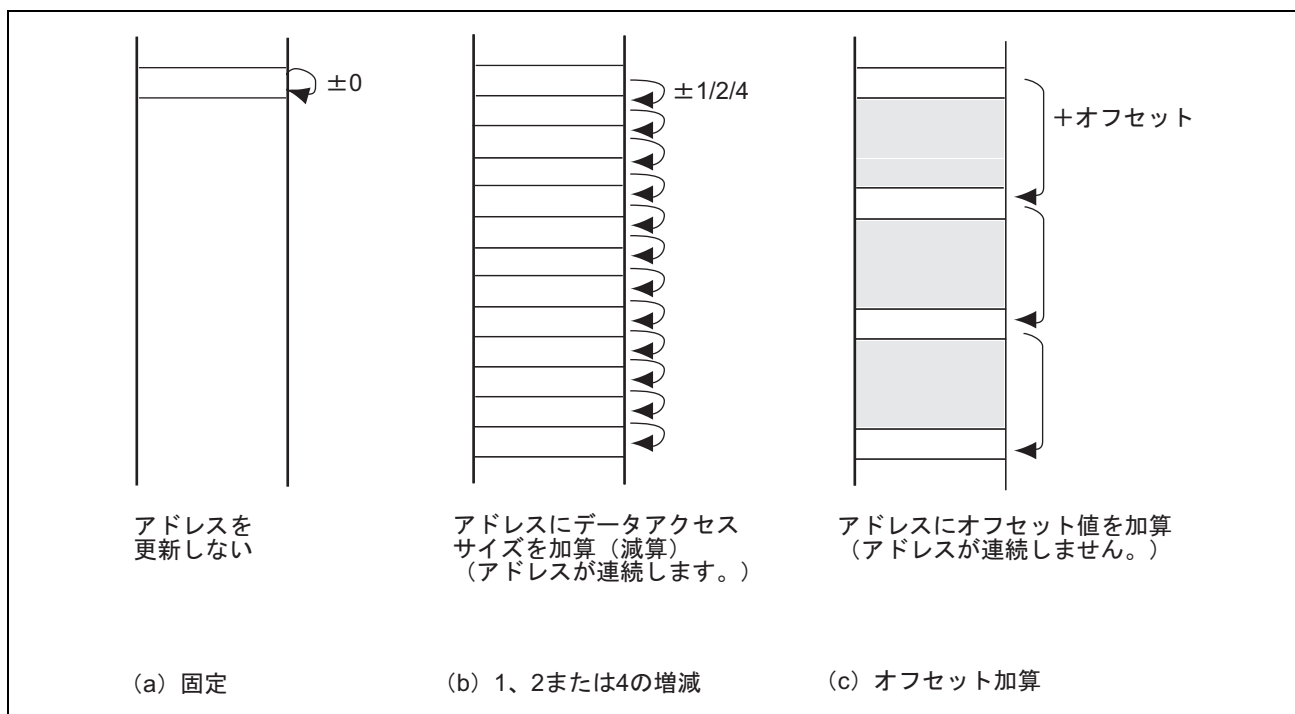 ±0
±1/2/4
+オフセット
アドレスを
更新しない
アドレスにデータアクセス
サイズを加算（減算）
（アドレスが連続します。）
アドレスにオフセット値を加算
（アドレスが連続しません。）
（a）固定
（b）1、2または4の増減
（c）オフセット加算